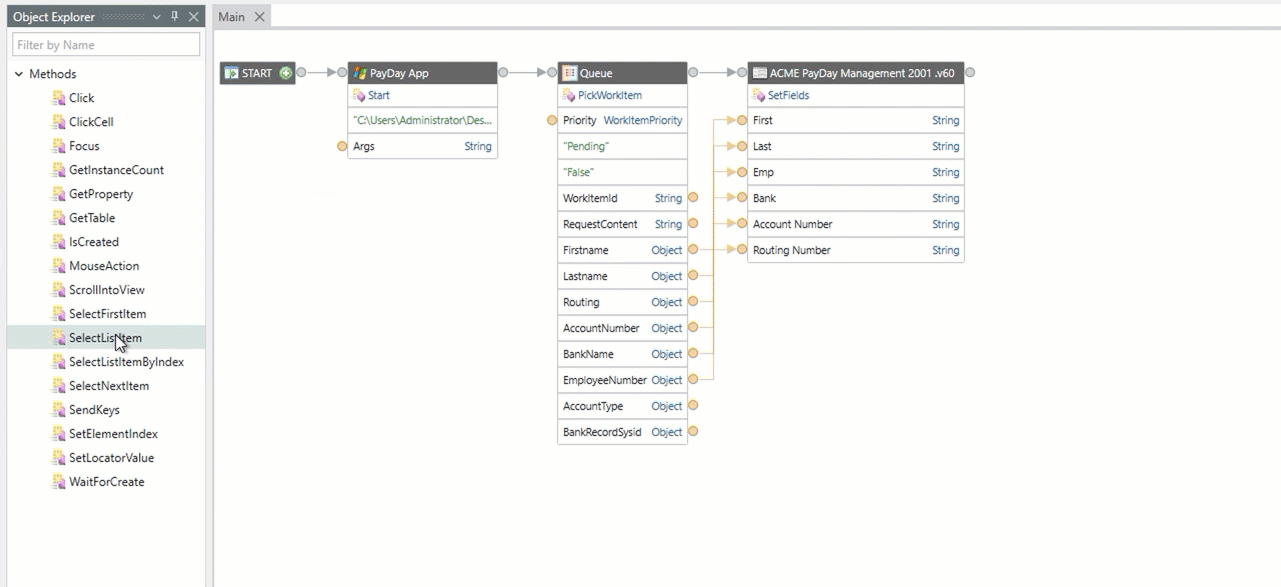 Object Explorer
Main
Filter by Name
Methods
Click
ClickCell
Focus
GetInstanceCount
GetProperty
GetTable
IsCreated
MouseAction
ScrollIntoView
SelectFirstItem
SelectListItem
SelectListItemByIndex
SelectNextItem
SendKeys
SetElementIndex
SetLocatorValue
WaitForCreate
START
PayDay App
Start
"C:\Users\Administrator\Des...
Args String
Queue
PickWorkItem
Priority WorkItemPriority
"Pending"
"False"
WorkItemId String
RequestContent String
Firstname Object
Lastname Object
Routing Object
AccountNumber Object
BankName Object
EmployeeNumber Object
AccountType Object
BankRecordSysid Object
ACME PayDay Management 2001 .v60
SetFields
First String
Last String
Emp String
Bank String
Account Number String
Routing Number String